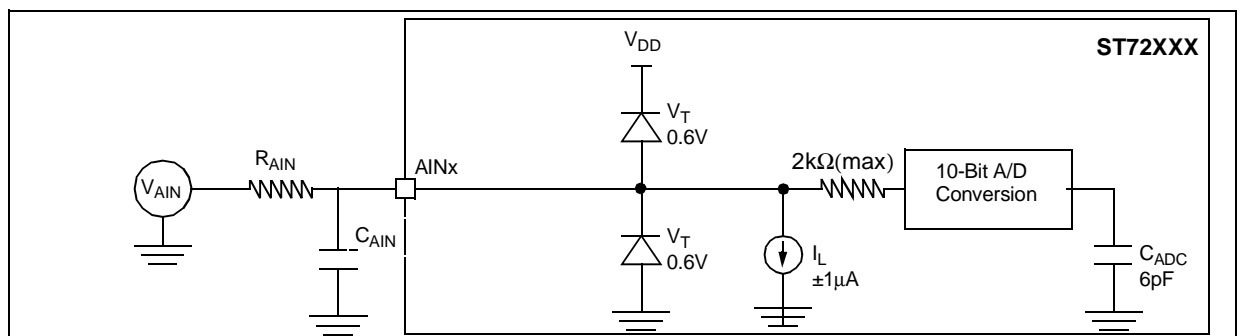 ST72XXX
V_DD
V_T
0.6V
R_AIN
AINx
2kΩ(max)
10-Bit A/D
Conversion
V_AIN
C_AIN
V_T
0.6V
I_L
±1μA
C_ADC
6pF